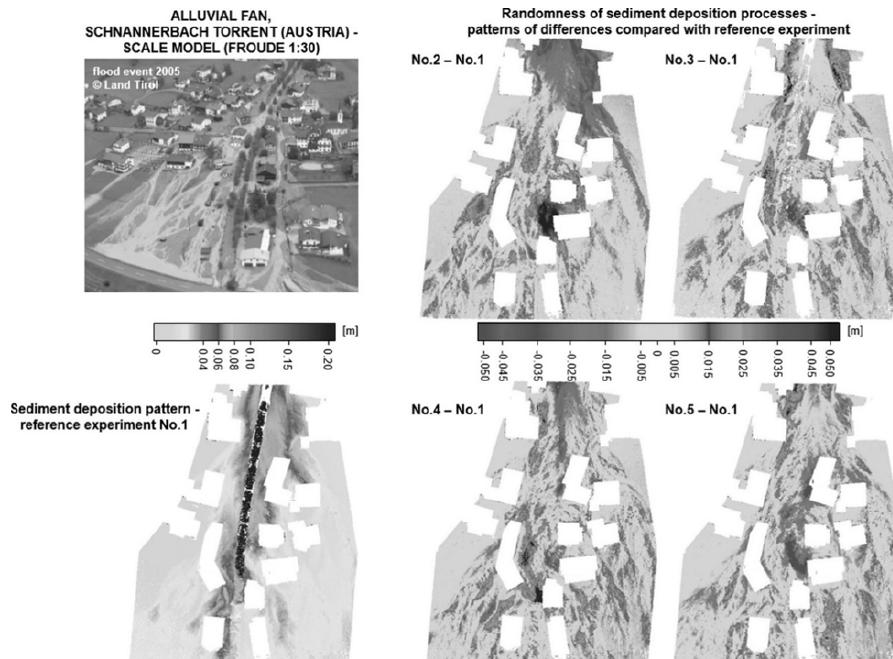 ALLUVIAL FAN,
SCHNANNERBACH TORRENT (AUSTRIA) -
SCALE MODEL (FROUDE 1:30)
flood event 2005
© Land Tirol
Randomness of sediment deposition processes -
patterns of differences compared with reference experiment
No.2 – No.1
No.3 – No.1
[m]
0
0.04
0.06
0.08
0.10
0.15
0.20
[m]
-0.050
-0.045
-0.035
-0.025
-0.015
-0.005
0
0.005
0.015
0.025
0.035
0.045
0.050
Sediment deposition pattern -
reference experiment No.1
No.4 – No.1
No.5 – No.1